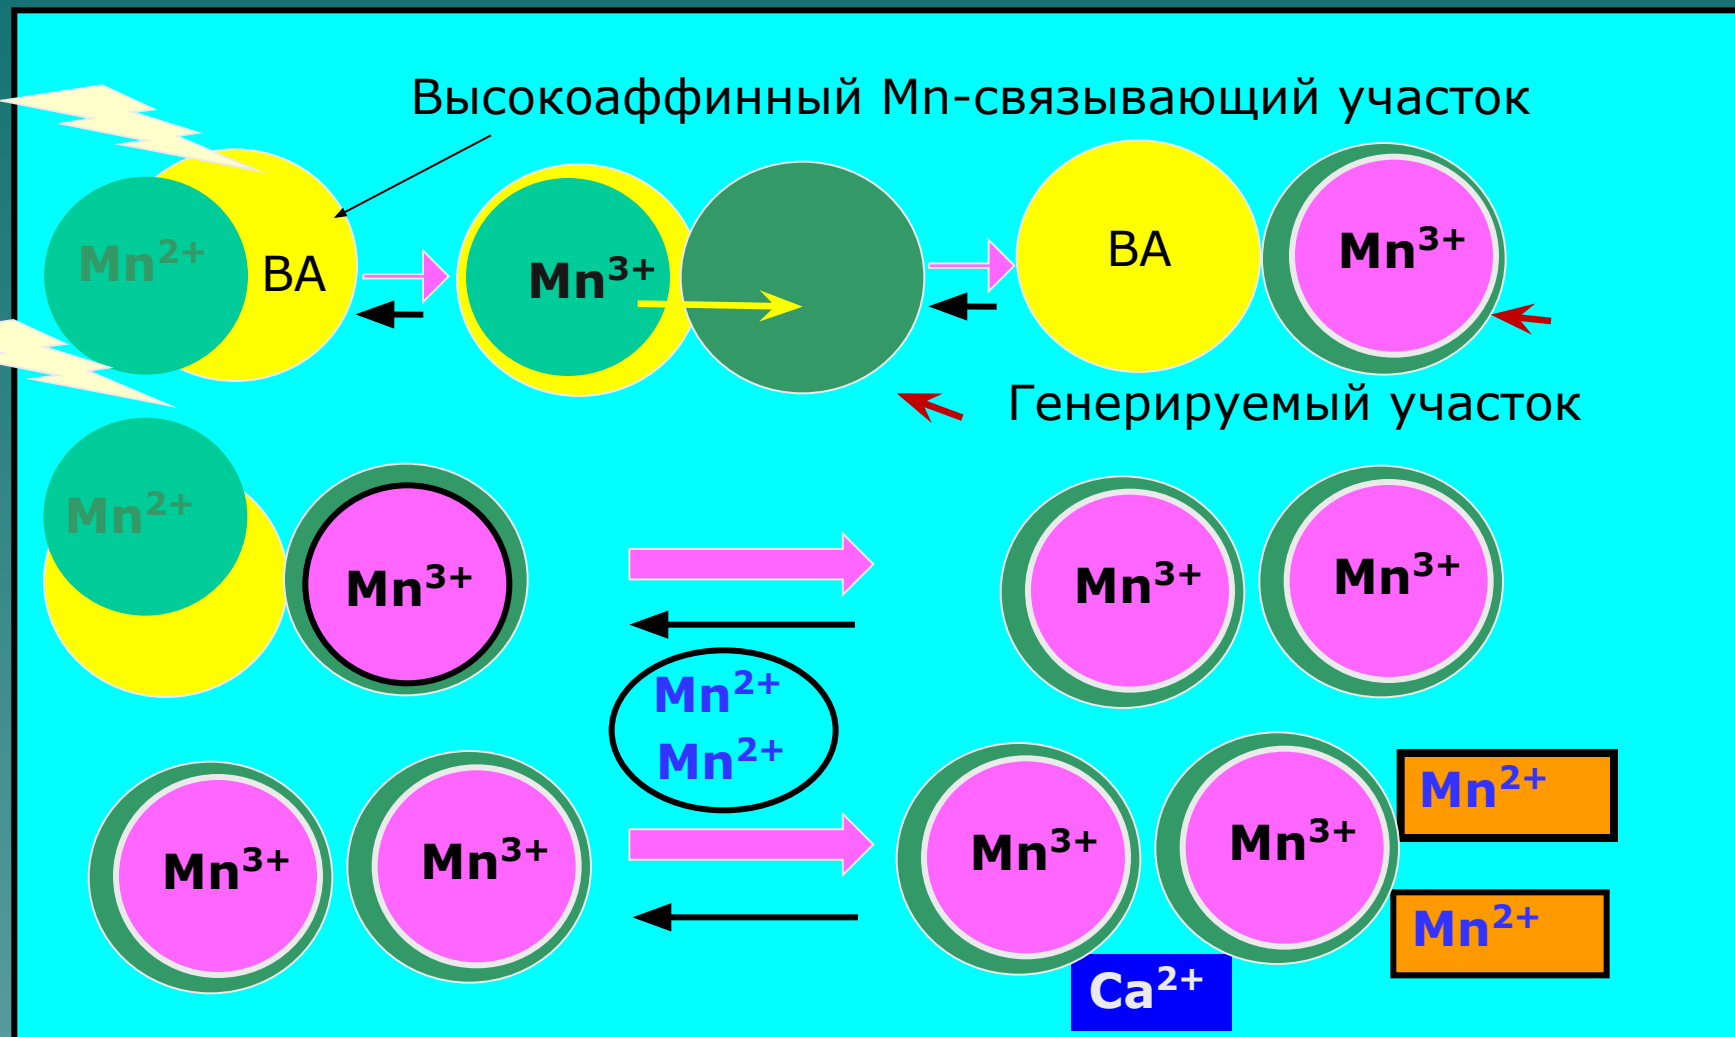 Высокоаффинный Mn-связывающий участок
Mn²⁺
ВА
Mn³⁺
ВА
Mn³⁺
Генерируемый участок
Mn²⁺
Mn³⁺
Mn³⁺
Mn³⁺
Mn²⁺
Mn²⁺
Mn³⁺
Mn³⁺
Mn³⁺
Mn³⁺
Mn²⁺
Mn²⁺
Ca²⁺